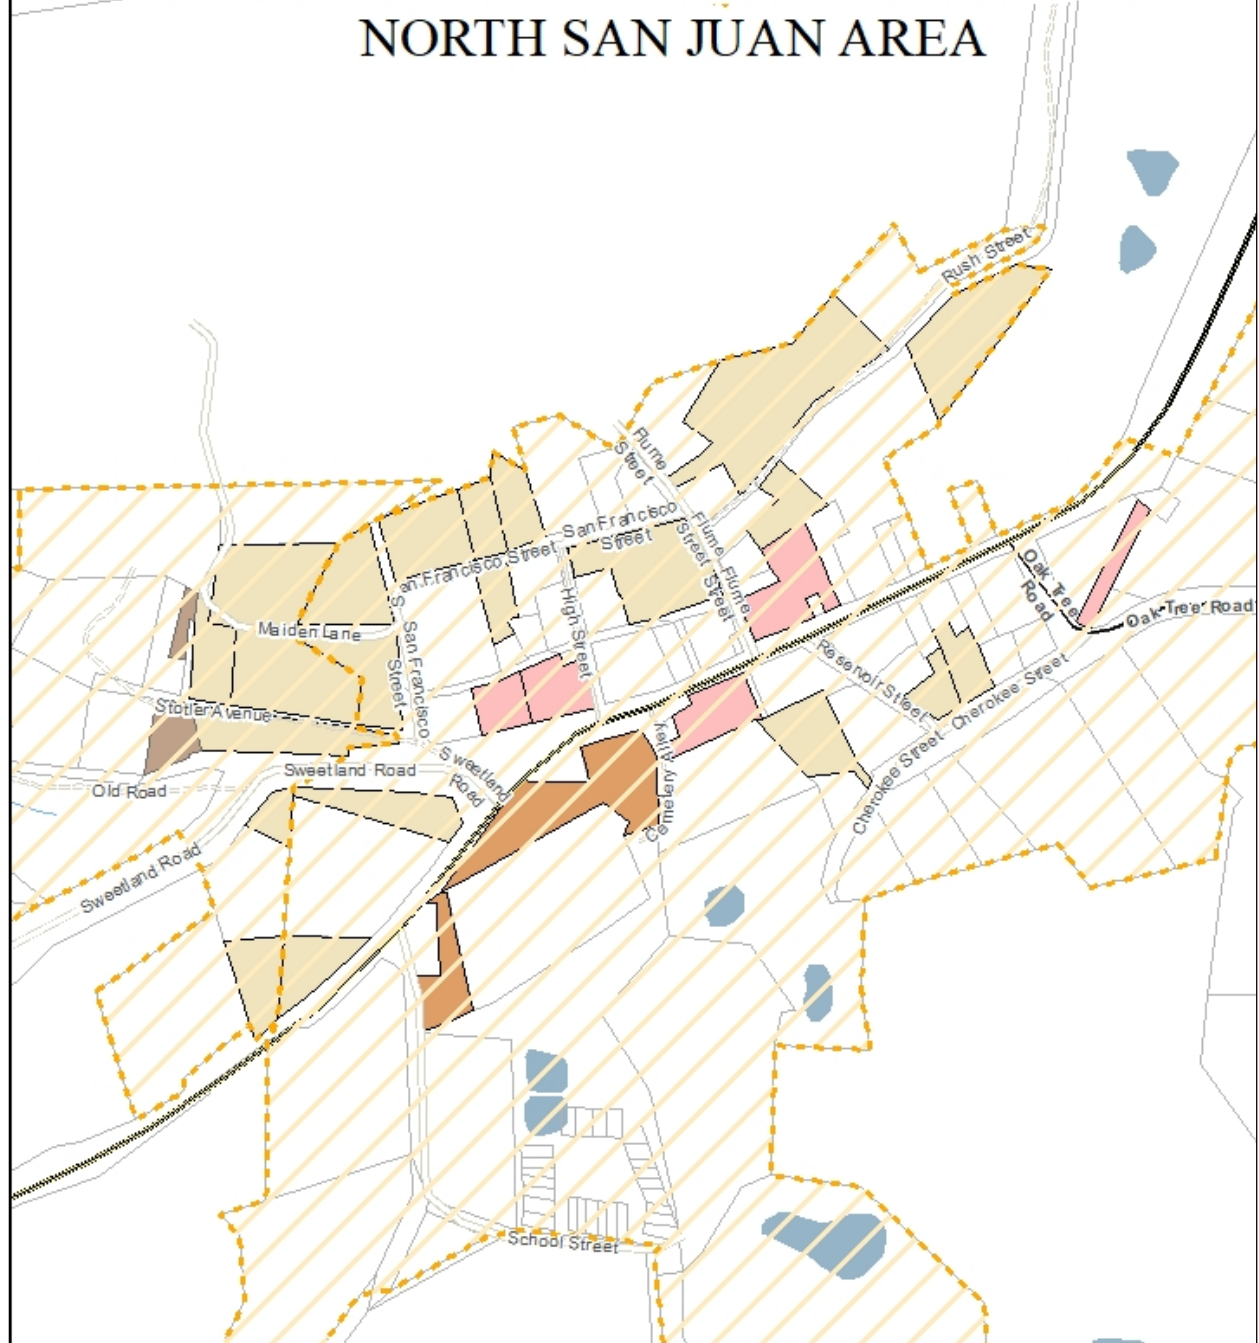 NORTH SAN JUAN AREA
Rush Street
Flume
Street
San Francisco
Street
Flume
Street
San Francisco Street
Flume
Street
Oak Tree
Road
Oak Tree Road
High Street
Maiden Lane
San Francisco
Street
Reservoir Street
Cherokee Street
Stotler Avenue
Cherokee Street
Sweetland
Road
Sweetland Road
Cemetery Alley
Old Road
Sweetland Road
School Street